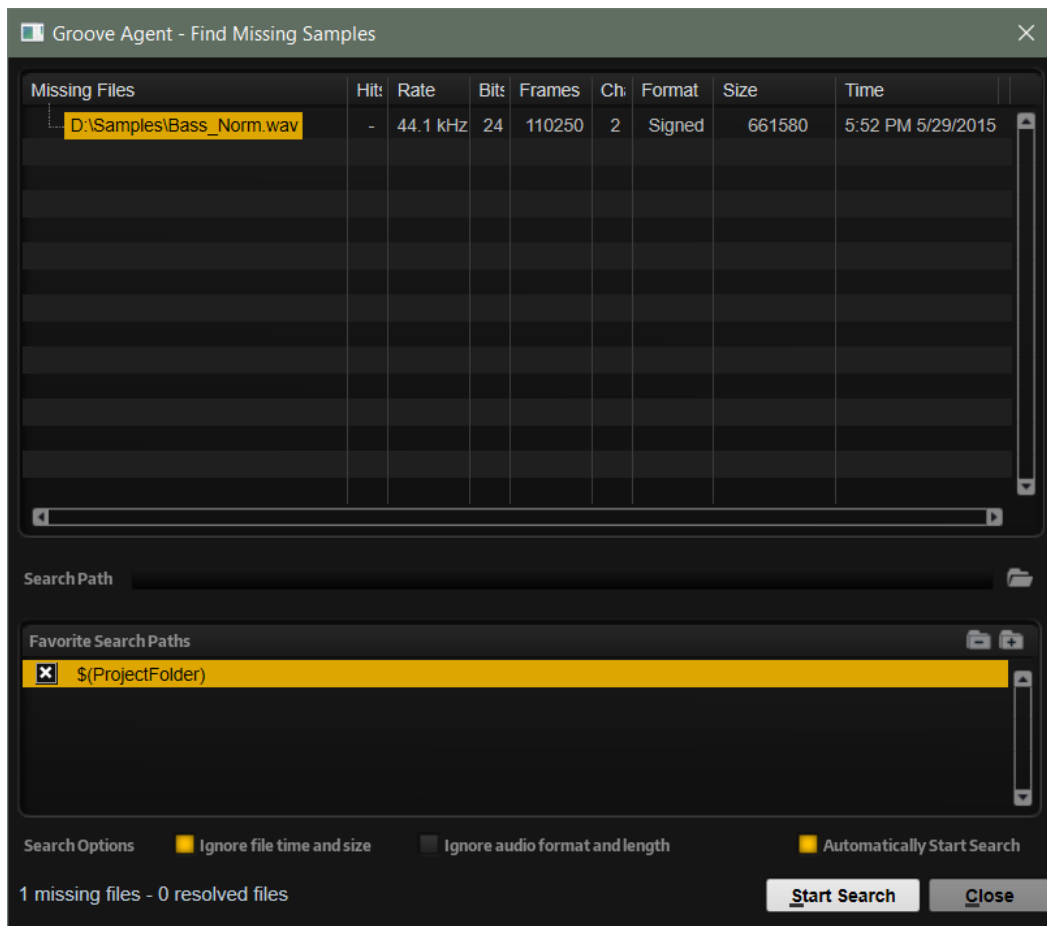 Groove Agent - Find Missing Samples
Missing Files Hits Rate Bits Frames Cha Format Size Time
D:\Samples\Bass_Norm.wav - 44.1 kHz 24 110250 2 Signed 661580 5:52 PM 5/29/2015
Search Path
Favorite Search Paths
$(ProjectFolder)
Search Options Ignore file time and size Ignore audio format and length Automatically Start Search
1 missing files - 0 resolved files Start Search Close